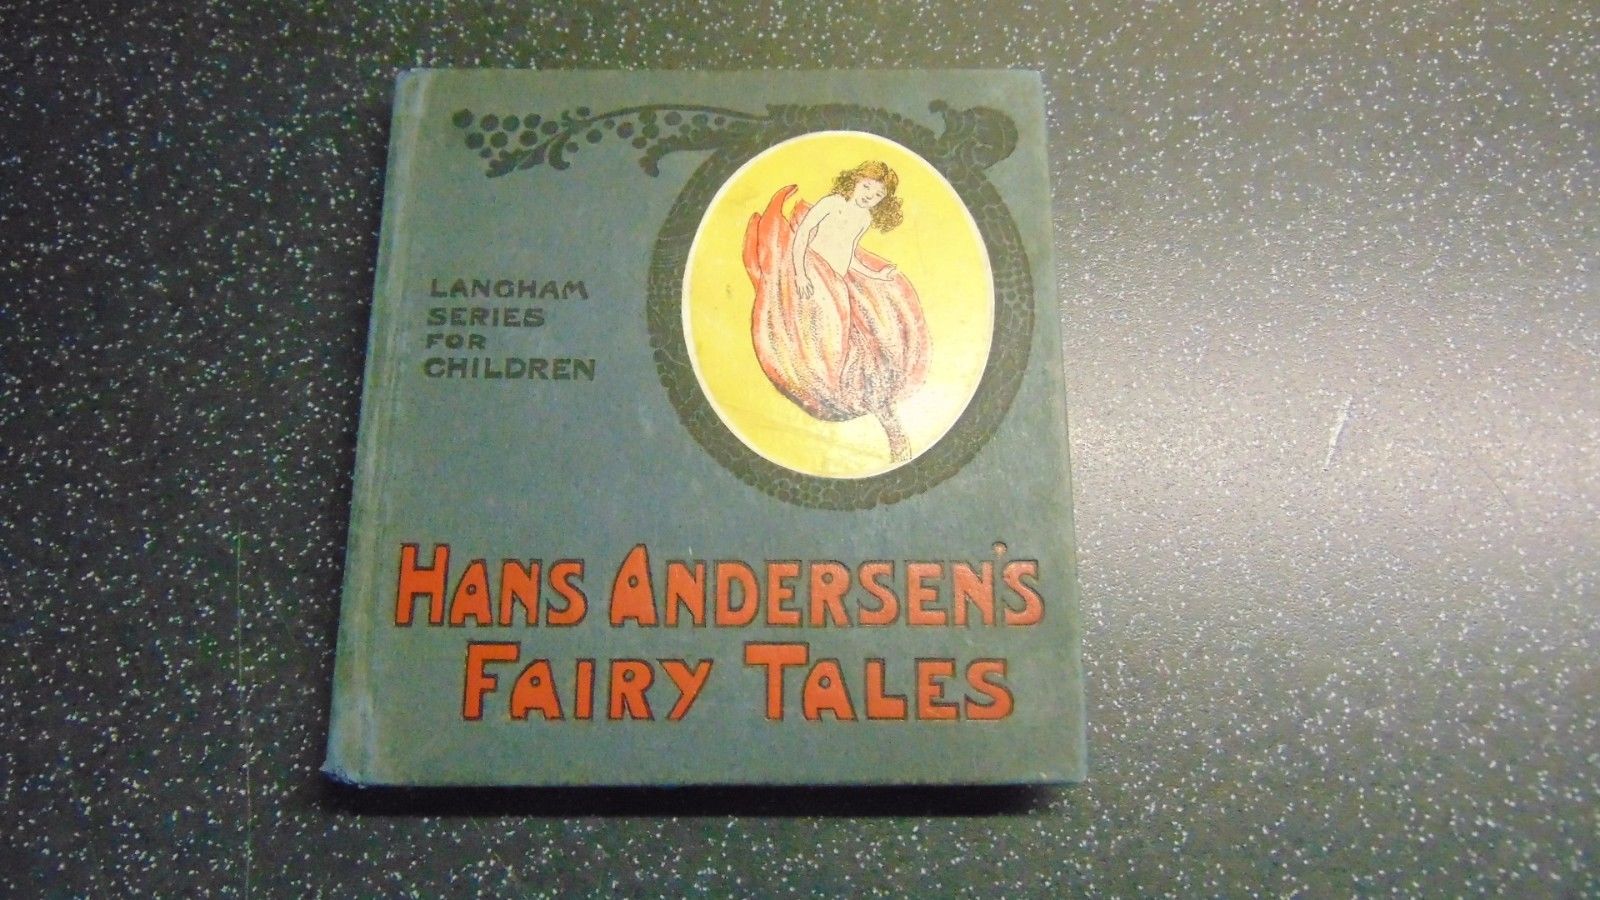 LANGHAM
SERIES
FOR
CHILDREN
HANS ANDERSEN'S
FAIRY TALES